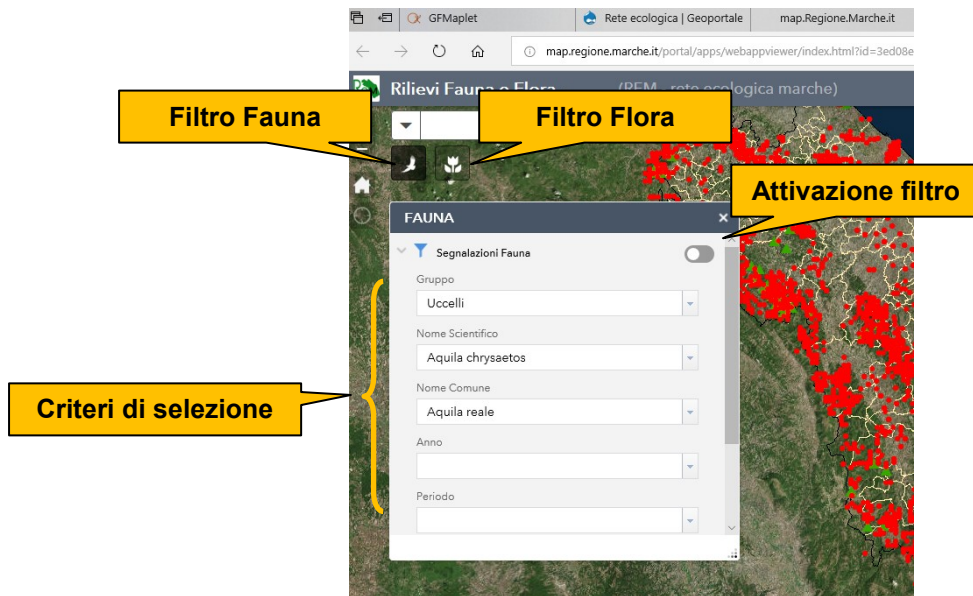 GFMaplet
Rete ecologica | Geoportale
map.Regione.Marche.it
map.regione.marche.it/portal/apps/webappviewer/index.html?id=3ed08e
Rilievi Fauna e Flora
(REM - rete ecologica marche)
Filtro Fauna
Filtro Flora
Attivazione filtro
FAUNA
Segnalazioni Fauna
Gruppo
Uccelli
Nome Scientifico
Aquila chrysaetos
Nome Comune
Aquila reale
Criteri di selezione
Anno
Periodo